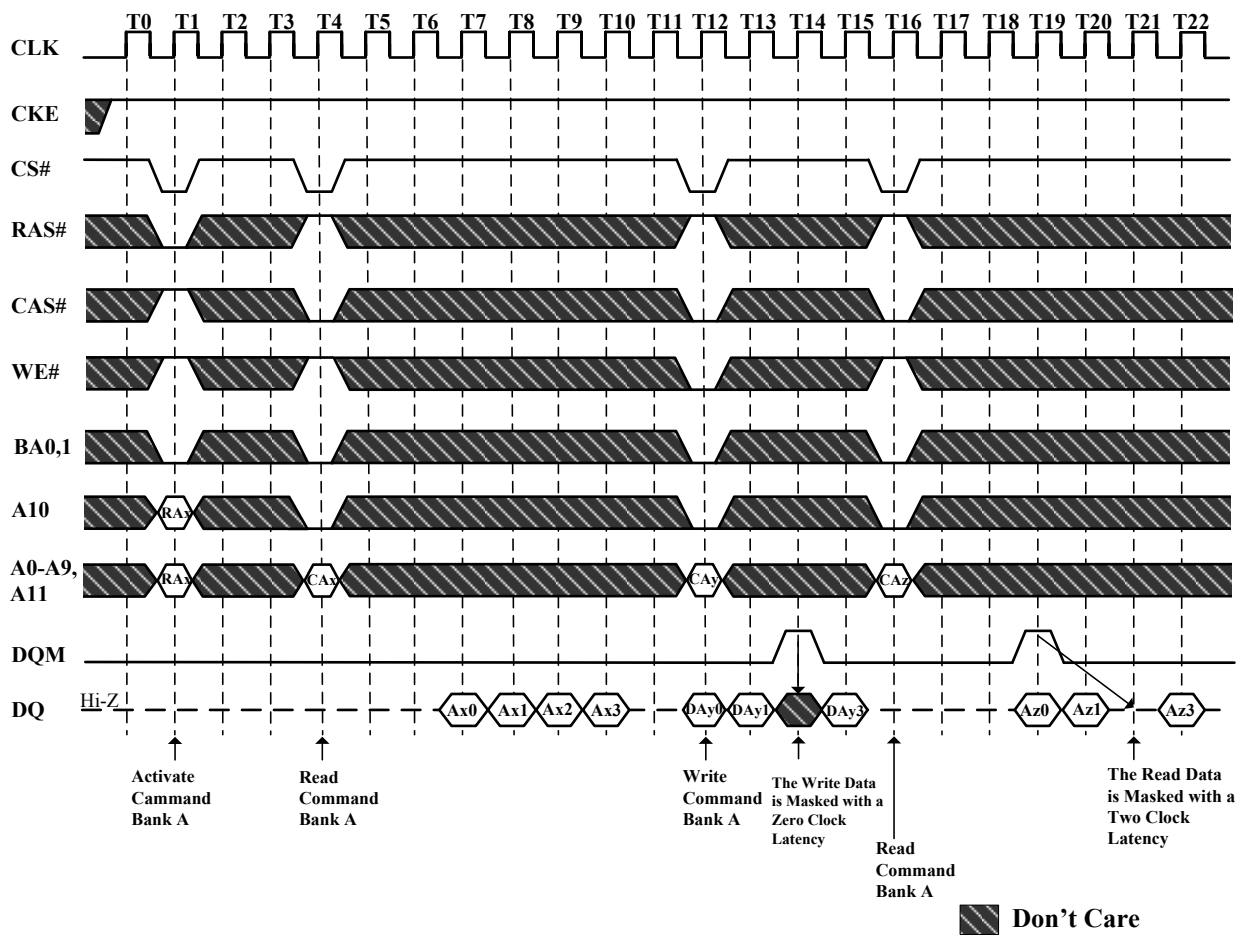 T0 T1 T2 T3 T4 T5 T6 T7 T8 T9 T10 T11 T12 T13 T14 T15 T16 T17 T18 T19 T20 T21 T22
CLK
CKE
CS#
RAS#
CAS#
WE#
BA0,1
A10
RAx
A0-A9,
A11
RAx CAx CAy CAz
DQM
DQ
Hi-Z
Ax0 Ax1 Ax2 Ax3 DAy0 DAy1 DAy3 Az0 Az1 Az3
Activate
Cammand
Bank A
Read
Command
Bank A
Write
Command
Bank A
The Write Data
is Masked with a
Zero Clock
Latency
Read
Command
Bank A
The Read Data
is Masked with a
Two Clock
Latency
Don't Care